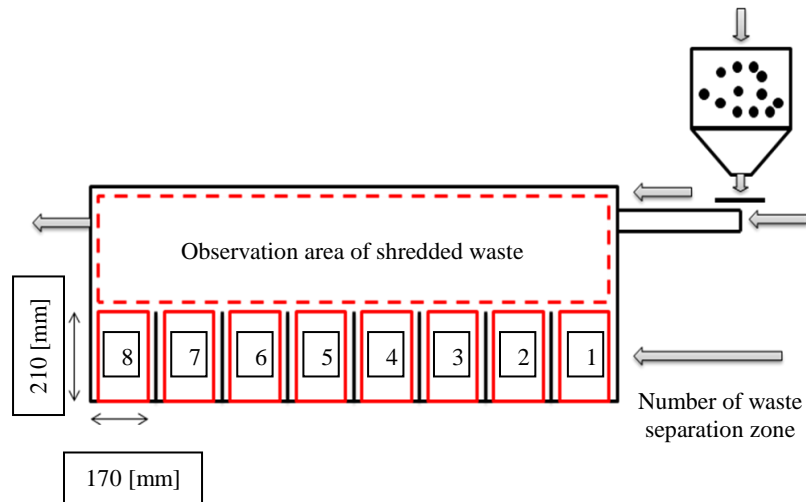 Observation area of shredded waste
210 [mm]
8 7 6 5 4 3 2 1
Number of waste
separation zone
170 [mm]